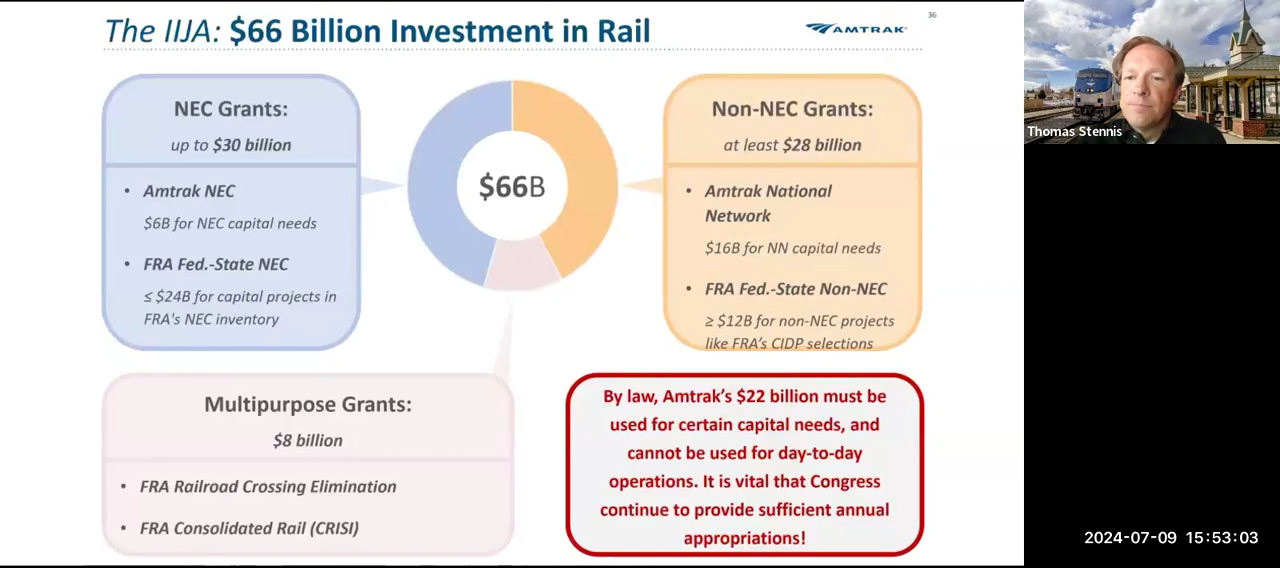 36
The IIJA: $66 Billion Investment in Rail
AMTRAK
NEC Grants:
up to $30 billion
• Amtrak NEC
$6B for NEC capital needs
• FRA Fed.-State NEC
≤ $24B for capital projects in
FRA's NEC inventory
$66B
Non-NEC Grants:
at least $28 billion
• Amtrak National
Network
$16B for NN capital needs
• FRA Fed.-State Non-NEC
≥ $12B for non-NEC projects
like FRA’s CIDP selections
Multipurpose Grants:
$8 billion
• FRA Railroad Crossing Elimination
• FRA Consolidated Rail (CRISI)
By law, Amtrak’s $22 billion must be
used for certain capital needs, and
cannot be used for day-to-day
operations. It is vital that Congress
continue to provide sufficient annual
appropriations!
Thomas Stennis
2024-07-09 15:53:03